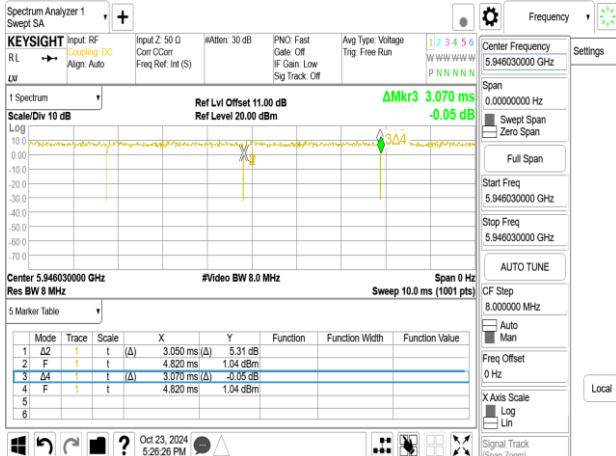 Spectrum Analyzer 1
Swept SA
Frequency
KEYSIGHT
Input: RF
Coupling: DC
Align: Auto
Input Z: 50 Ω
Corr CCorr
Freq Ref: Int (S)
#Atten: 30 dB
PNO: Fast
Gate: Off
IF Gain: Low
Sig Track: Off
Avg Type: Voltage
Trig: Free Run
1 2 3 4 5 6
W W W W W W
P N N N N N
RL
LXI
1 Spectrum
Scale/Div 10 dB
Ref Lvl Offset 11.00 dB
Ref Level 20.00 dBm
ΔMkr3 3.070 ms
-0.05 dB
Log
10.0
0.00
-10.0
-20.0
-30.0
-40.0
-50.0
-60.0
-70.0
2
3Δ4
Center 5.946030000 GHz
Res BW 8 MHz
#Video BW 8.0 MHz
Span 0 Hz
Sweep 10.0 ms (1001 pts)
5 Marker Table
Mode Trace Scale X Y Function Function Width Function Value
1 Δ2 1 t (Δ) 3.050 ms (Δ) 5.31 dB
2 F 1 t 4.820 ms 1.04 dBm
3 Δ4 1 t (Δ) 3.070 ms (Δ) -0.05 dB
4 F 1 t 4.820 ms 1.04 dBm
5
6
Oct 23, 2024
5:26:26 PM
Center Frequency
5.946030000 GHz
Span
0.00000000 Hz
Swept Span
Zero Span
Full Span
Start Freq
5.946030000 GHz
Stop Freq
5.946030000 GHz
AUTO TUNE
CF Step
8.000000 MHz
Auto
Man
Freq Offset
0 Hz
X Axis Scale
Log
Lin
Signal Track
(Span Zoom)
Settings
Local